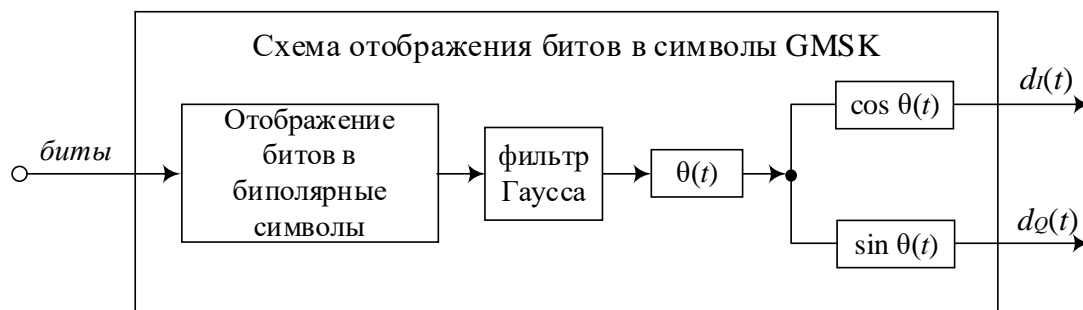 Схема отображения битов в символы GMSK
биты
Отображение
битов в
биполярные
символы
фильтр
Гаусса
θ(t)
cos θ(t)
dI(t)
sin θ(t)
dQ(t)